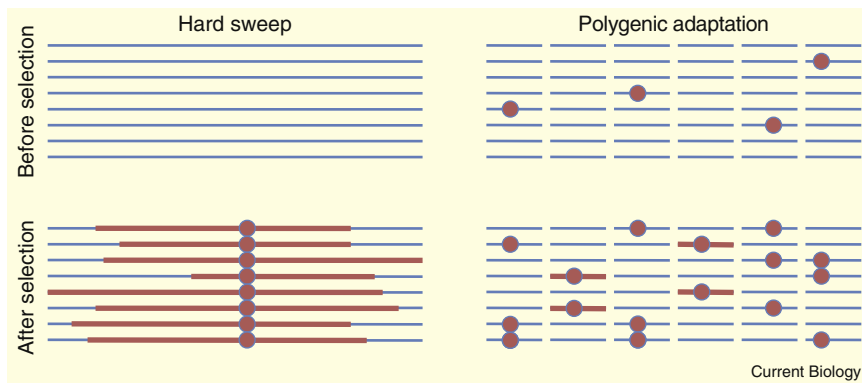 Hard sweep
Polygenic adaptation
Before selection
After selection
Current Biology